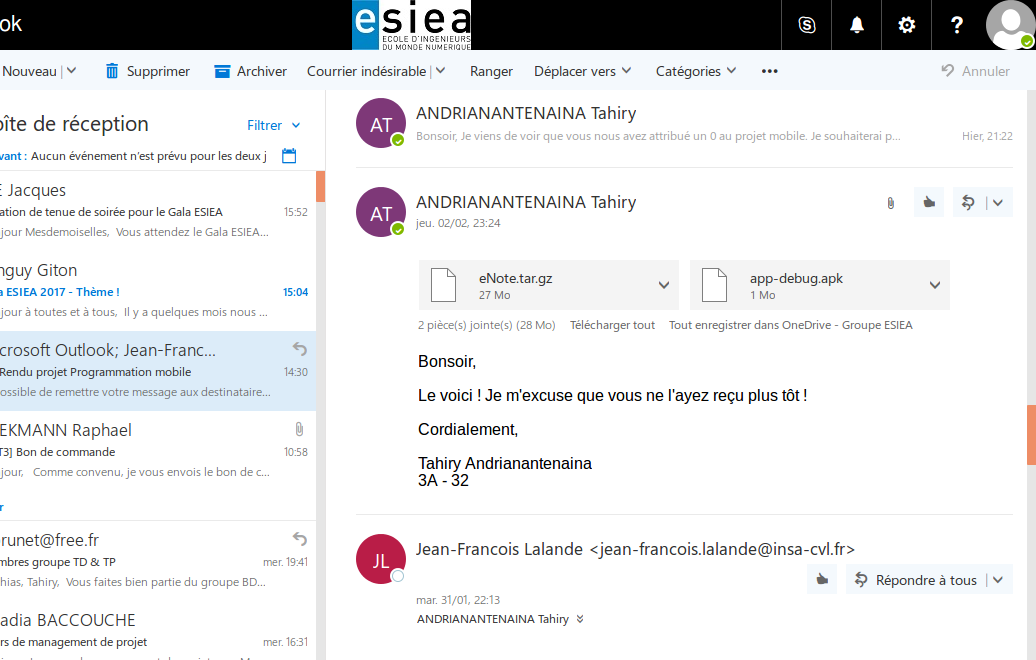 ok
esiea
ECOLE D'INGENIEURS
DU MONDE NUMERIQUE
Nouveau
Supprimer
Archiver
Courrier indésirable
Ranger
Déplacer vers
Catégories
Annuler
oîte de réception
Filtrer
vant : Aucun événement n'est prévu pour les deux j
E Jacques
ation de tenue de soirée pour le Gala ESIEA 15:52
jour Mesdemoiselles, Vous attendez le Gala ESIEA...
nguy Giton
a ESIEA 2017 - Thème ! 15:04
jour à toutes et à tous, Il y a quelques mois nous ...
crosoft Outlook; Jean-Franc...
Rendu projet Programmation mobile 14:30
ossible de remettre votre message aux destinataire...
EKMANN Raphael
T3] Bon de commande 10:58
jour, Comme convenu, je vous envois le bon de c...
r
runet@free.fr
mbres groupe TD & TP mer. 19:41
hias, Tahiry, Vous faites bien partie du groupe BD...
adia BACCOUCHE
rs de management de projet mer. 16:31
AT
ANDRIANANTENAINA Tahiry
Bonsoir, Je viens de voir que vous nous avez attribué un 0 au projet mobile. Je souhaiterai p... Hier, 21:22
AT
ANDRIANANTENAINA Tahiry
jeu. 02/02, 23:24
eNote.tar.gz
27 Mo
app-debug.apk
1 Mo
2 pièce(s) jointe(s) (28 Mo) Télécharger tout Tout enregistrer dans OneDrive - Groupe ESIEA
Bonsoir,
Le voici ! Je m'excuse que vous ne l'ayez reçu plus tôt !
Cordialement,
Tahiry Andrianantenaina
3A - 32
JL
Jean-Francois Lalande <jean-francois.lalande@insa-cvl.fr>
Répondre à tous
mar. 31/01, 22:13
ANDRIANANTENAINA Tahiry